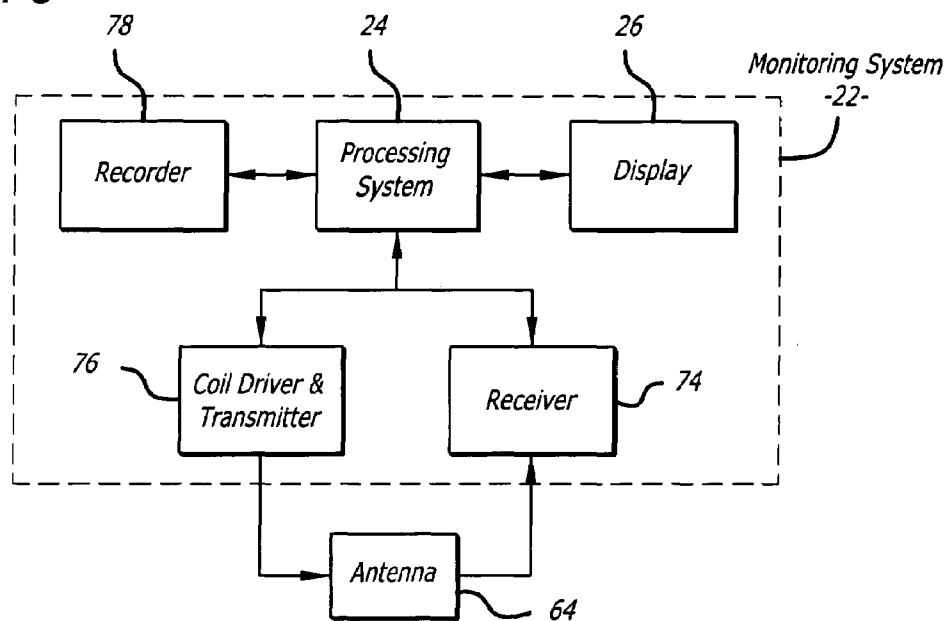 78
24
26
Monitoring System
-22-
Recorder
Processing
System
Display
76
Coil Driver &
Transmitter
Receiver
74
Antenna
64